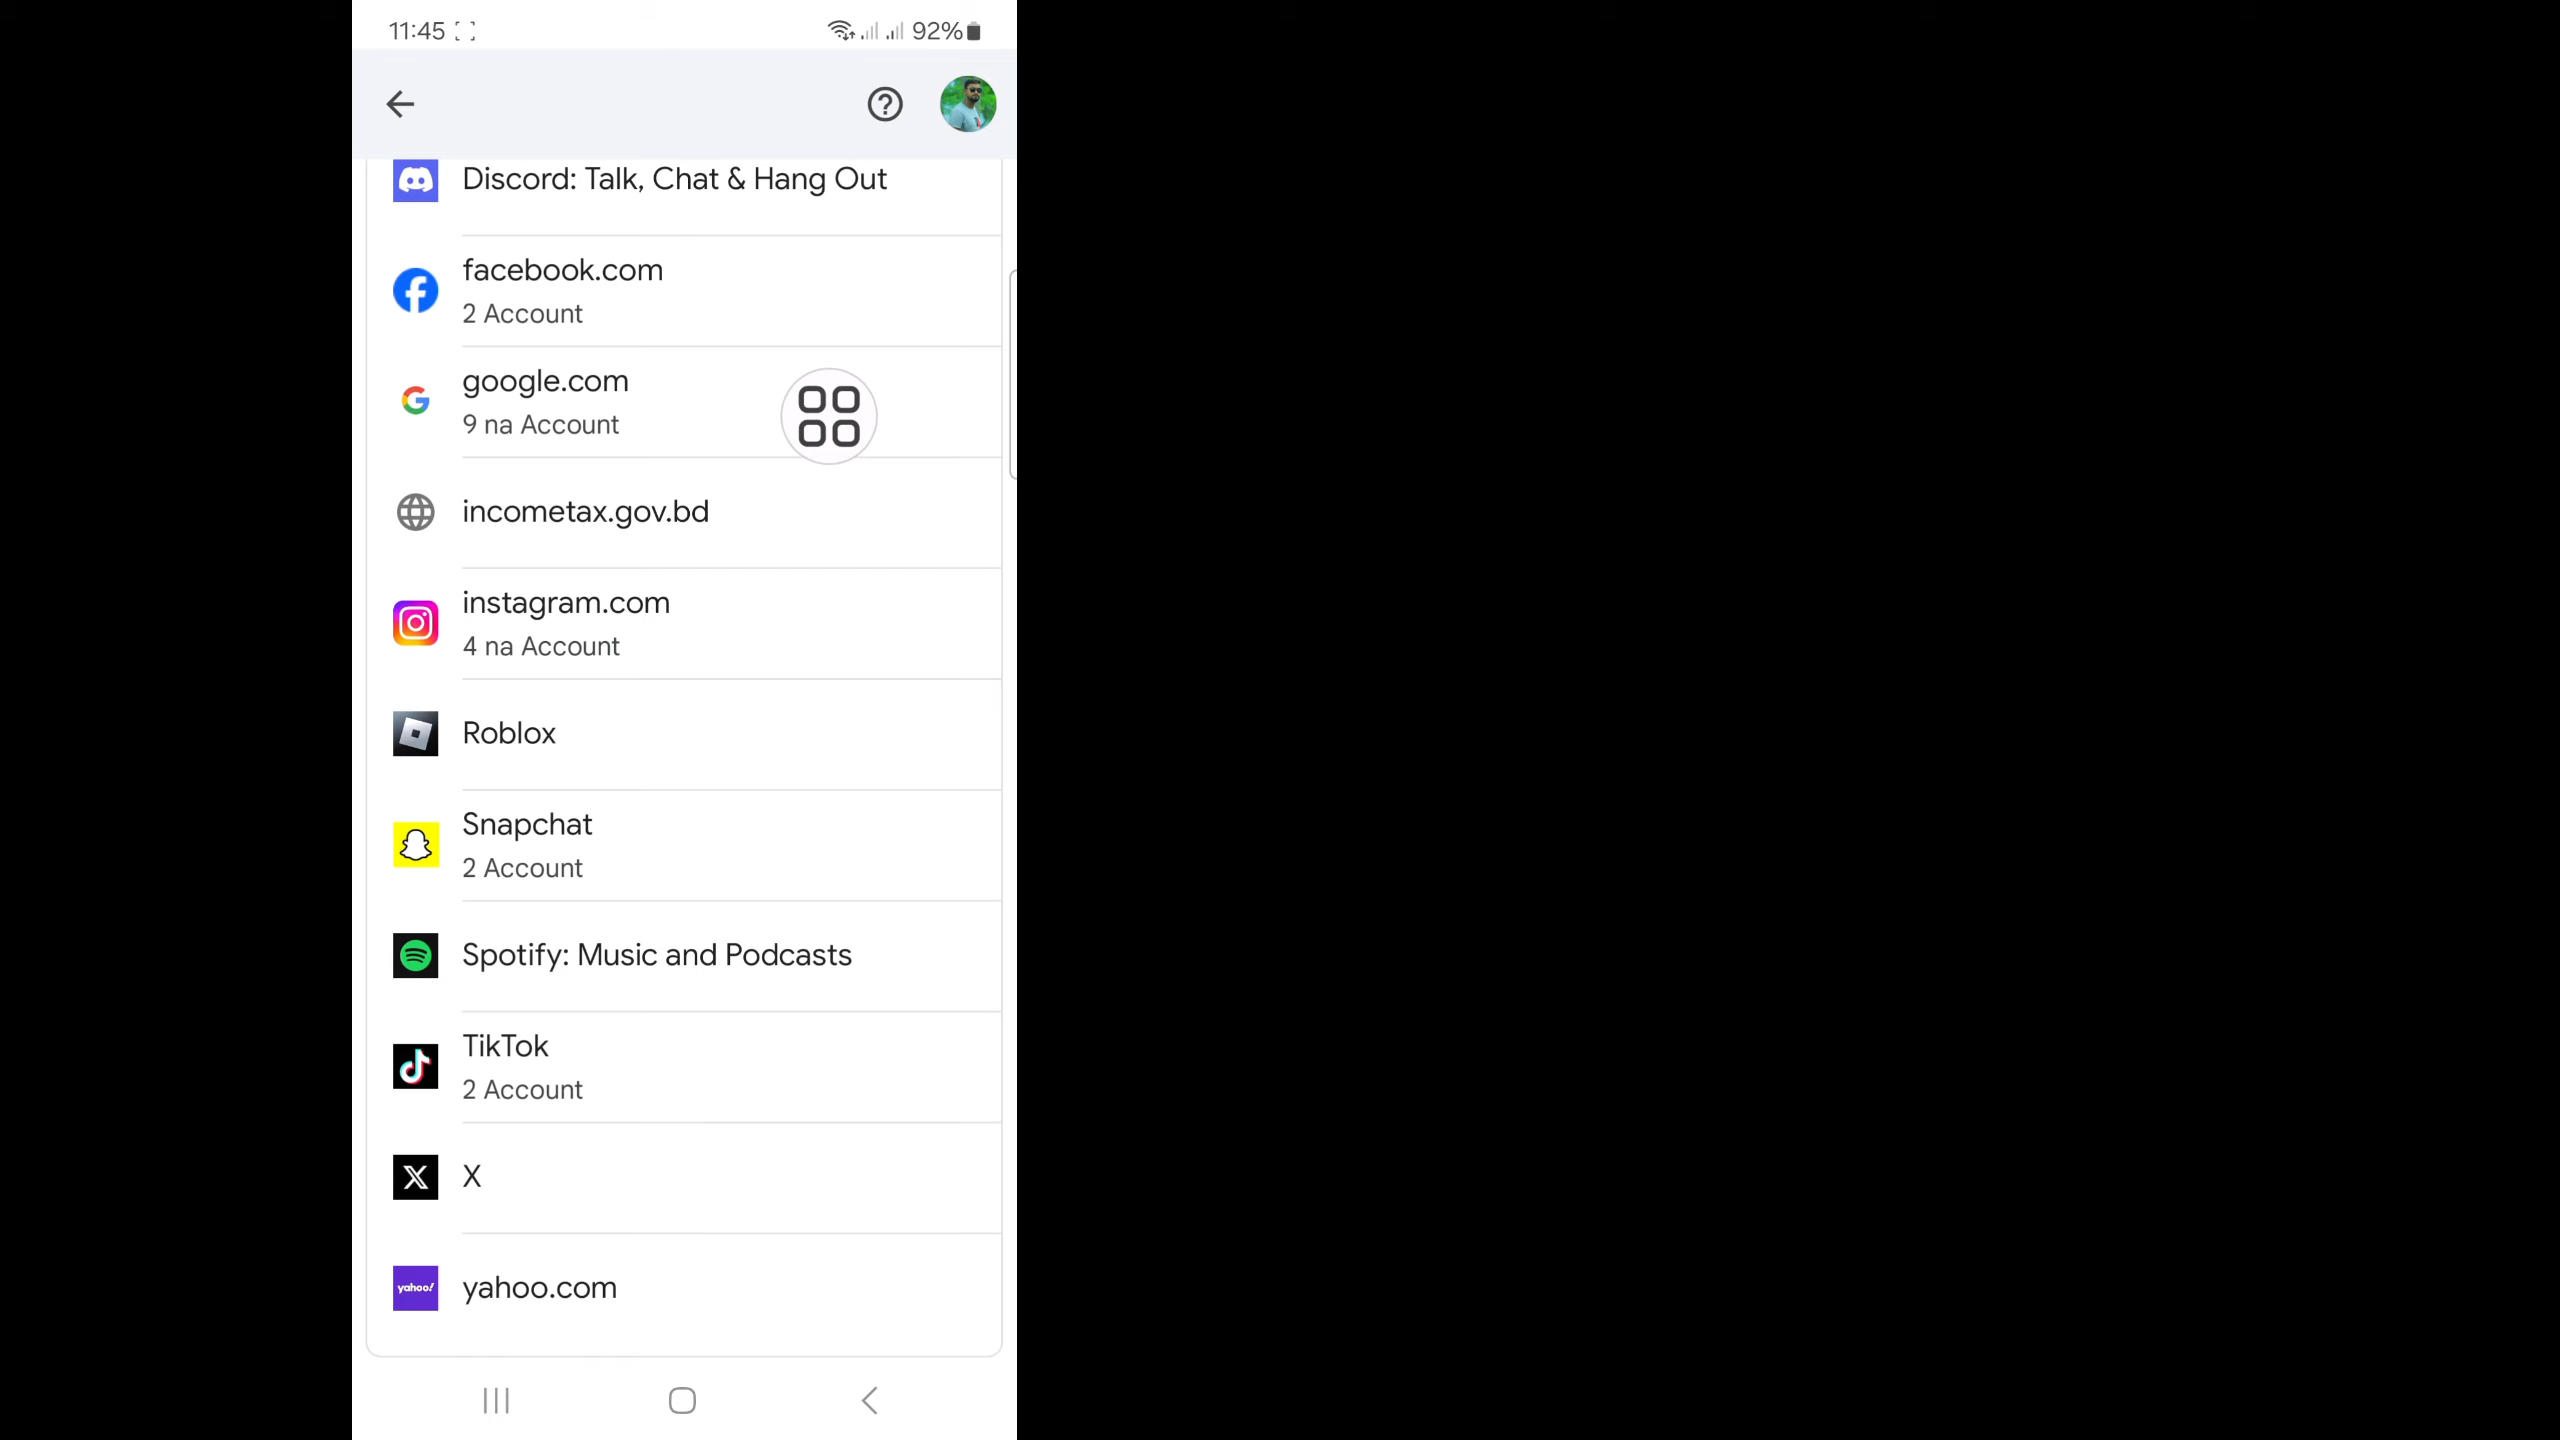 11:45
92%
Discord: Talk, Chat & Hang Out
facebook.com
2 Account
google.com
9 na Account
incometax.gov.bd
instagram.com
4 na Account
Roblox
Snapchat
2 Account
Spotify: Music and Podcasts
TikTok
2 Account
X
yahoo!
yahoo.com